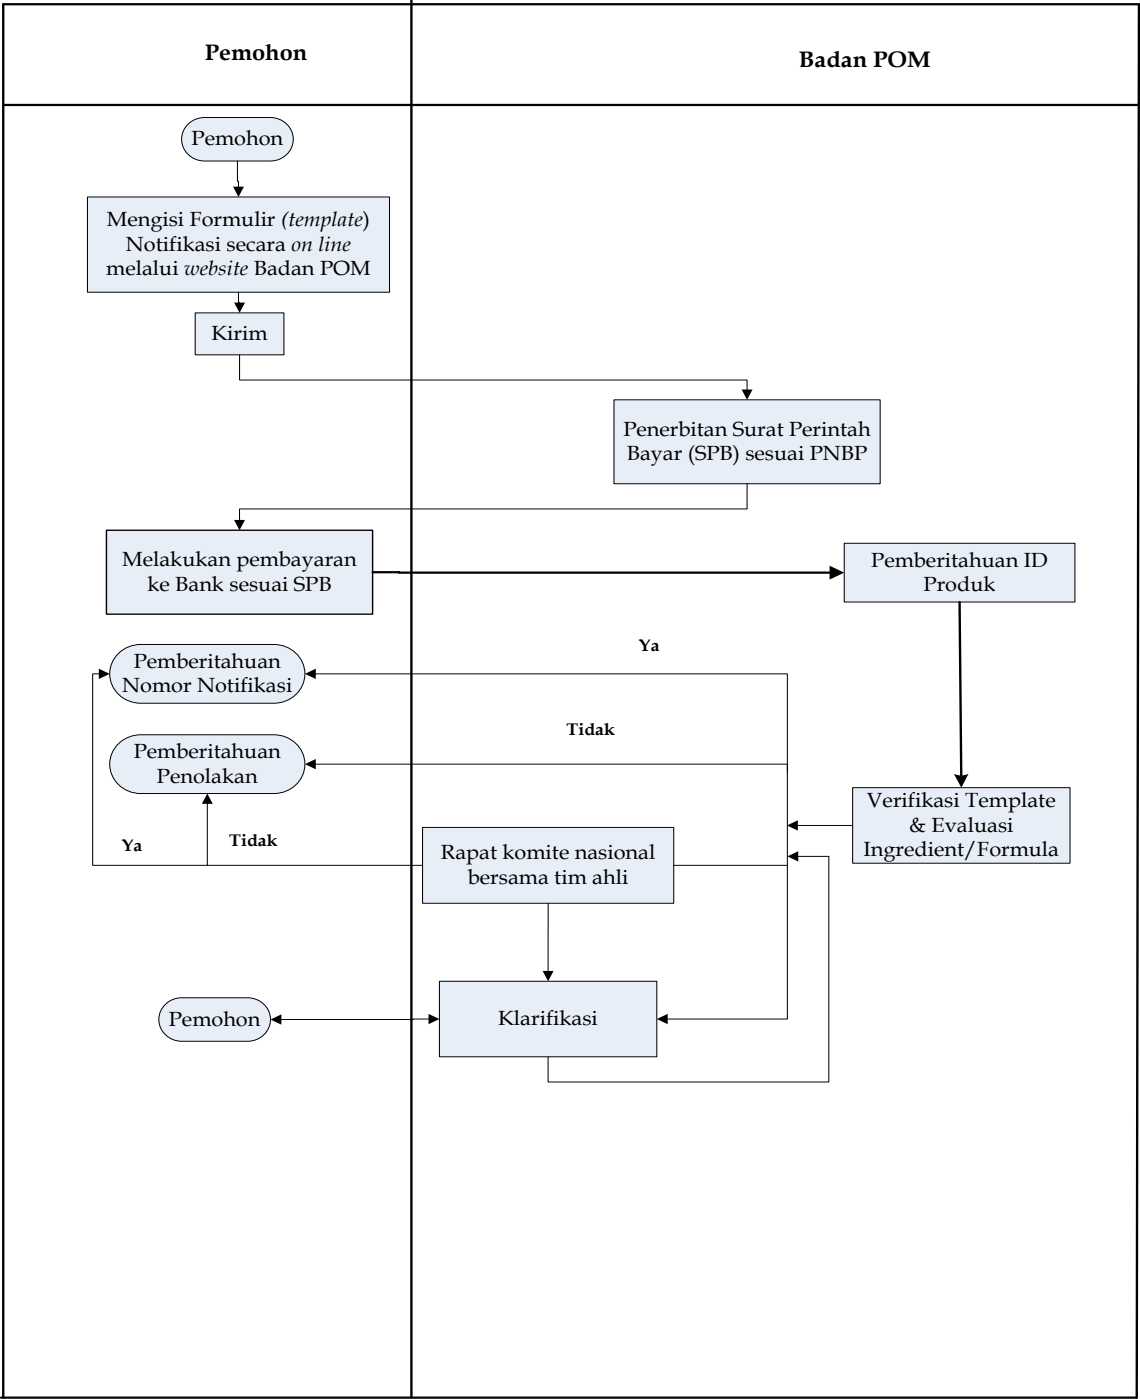 Pemohon
Badan POM
Pemohon
Mengisi Formulir (template)
Notifikasi secara on line
melalui website Badan POM
Kirim
Penerbitan Surat Perintah
Bayar (SPB) sesuai PNBP
Melakukan pembayaran
ke Bank sesuai SPB
Pemberitahuan ID
Produk
Ya
Pemberitahuan
Nomor Notifikasi
Tidak
Pemberitahuan
Penolakan
Verifikasi Template
& Evaluasi
Ingredient/Formula
Ya
Tidak
Rapat komite nasional
bersama tim ahli
Pemohon
Klarifikasi